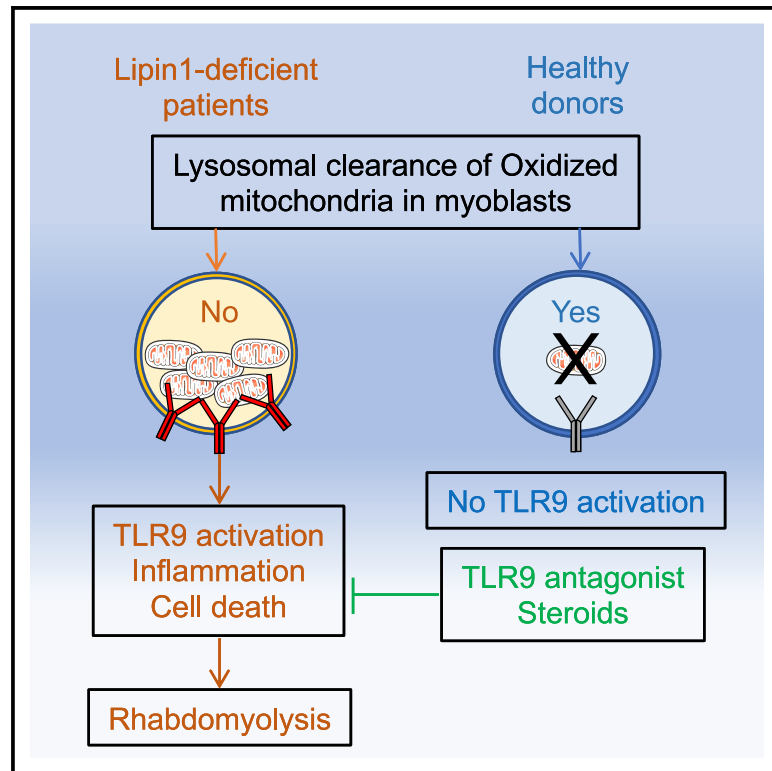 Lipin1-deficient
patients
Healthy
donors
Lysosomal clearance of Oxidized
mitochondria in myoblasts
No
Yes
No TLR9 activation
TLR9 activation
Inflammation
Cell death
TLR9 antagonist
Steroids
Rhabdomyolysis